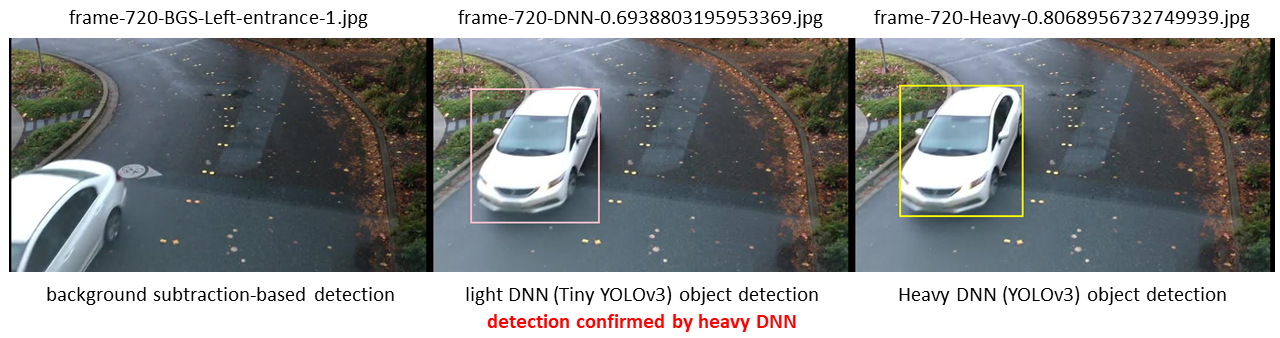 frame-720-BGS-Left-entrance-1.jpg
frame-720-DNN-0.6938803195953369.jpg
frame-720-Heavy-0.8068956732749939.jpg
background subtraction-based detection
light DNN (Tiny YOLOv3) object detection
detection confirmed by heavy DNN
Heavy DNN (YOLOv3) object detection